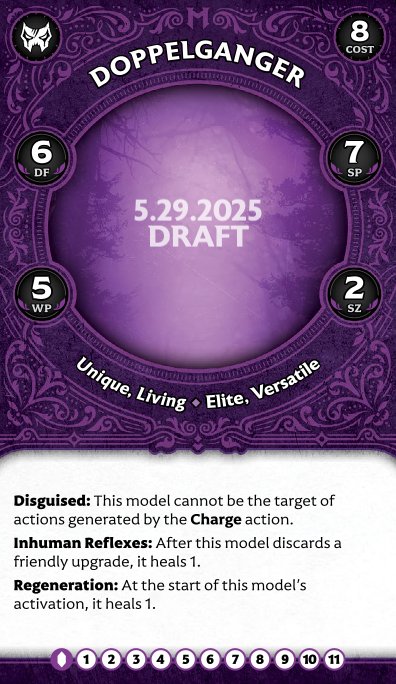 DOPPELGANGER
8
COST
6
DF
7
SP
5.29.2025
DRAFT
5
WP
2
SZ
Unique, Living ◆ Elite, Versatile
Disguised: This model cannot be the target of
actions generated by the Charge action.
Inhuman Reflexes: After this model discards a
friendly upgrade, it heals 1.
Regeneration: At the start of this model's
activation, it heals 1.
1 2 3 4 5 6 7 8 9 10 11